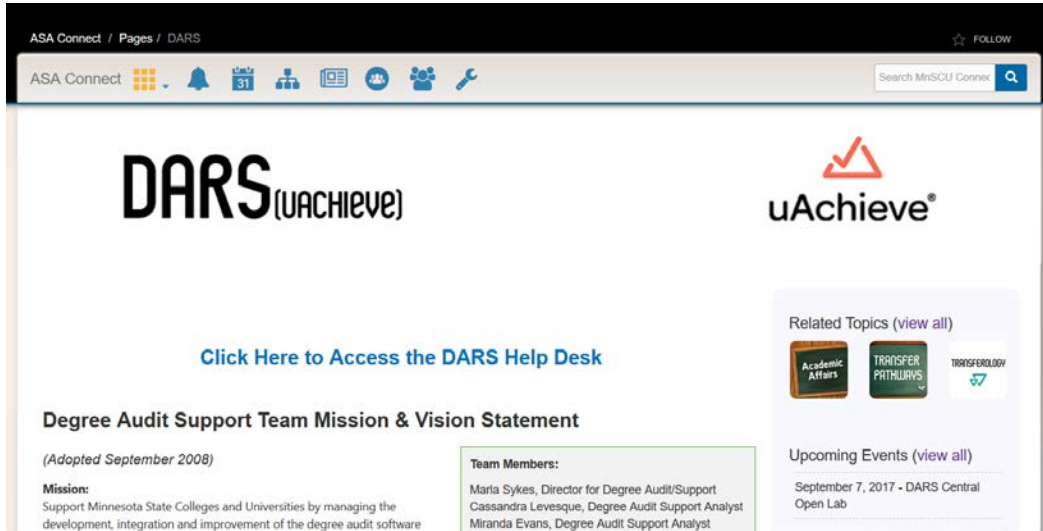 ASA Connect / Pages / DARS
FOLLOW
ASA Connect
31
Search MnSCU Connec
DARS(uAchieve)
uAchieve®
Click Here to Access the DARS Help Desk
Related Topics (view all)
Academic Affairs
TRANSFER PATHWAYS
TRANSFEROLOGY
Degree Audit Support Team Mission & Vision Statement
(Adopted September 2008)
Mission:
Support Minnesota State Colleges and Universities by managing the
development, integration and improvement of the degree audit software
Team Members:
Marla Sykes, Director for Degree Audit/Support
Cassandra Levesque, Degree Audit Support Analyst
Miranda Evans, Degree Audit Support Analyst
Upcoming Events (view all)
September 7, 2017 - DARS Central
Open Lab